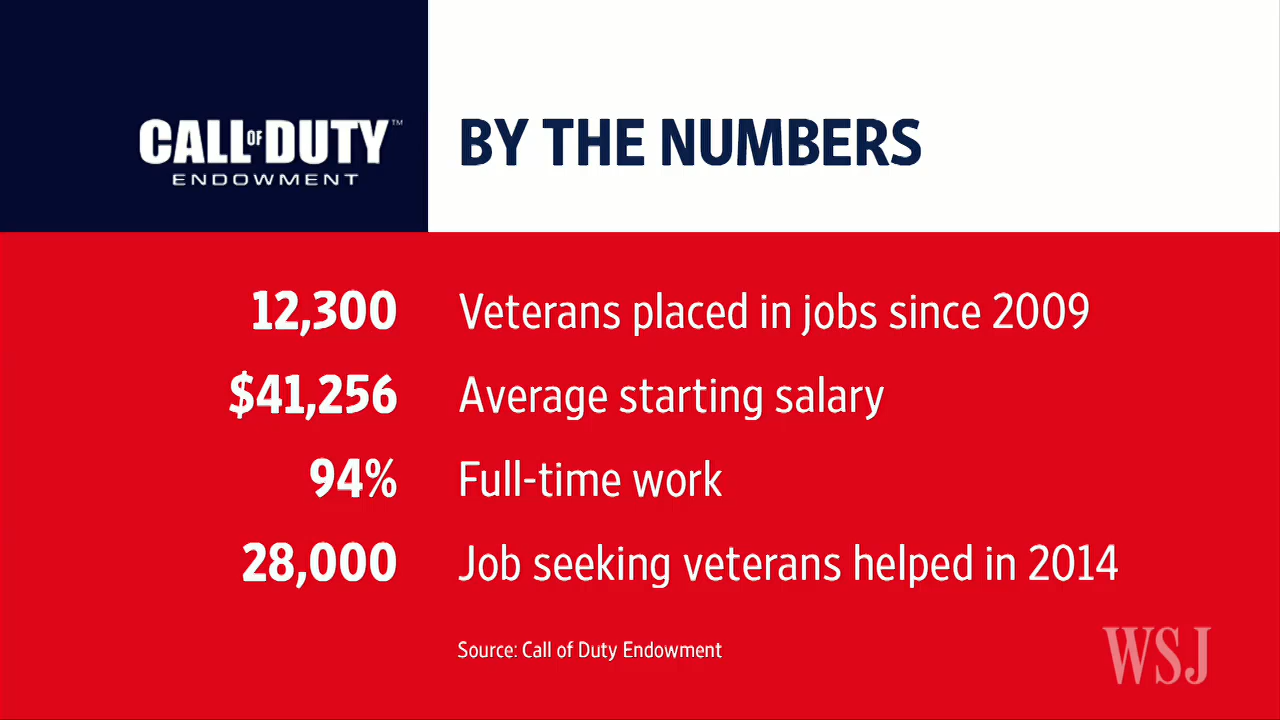 CALL OF DUTY™
ENDOWMENT
BY THE NUMBERS
12,300 Veterans placed in jobs since 2009
$41,256 Average starting salary
94% Full-time work
28,000 Job seeking veterans helped in 2014
Source: Call of Duty Endowment
WSJ